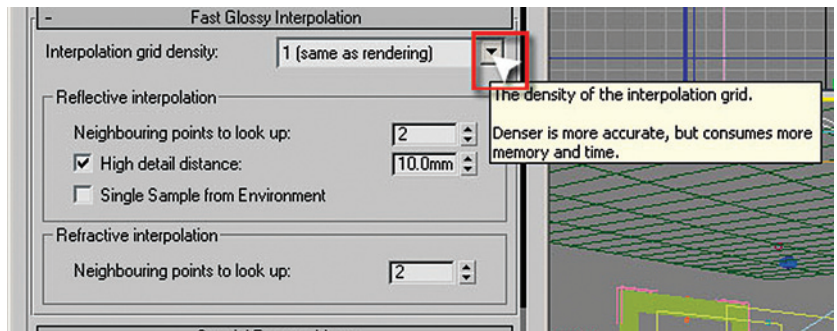 - Fast Glossy Interpolation
Interpolation grid density: 1 (same as rendering)
The density of the interpolation grid.
Denser is more accurate, but consumes more
memory and time.
Reflective interpolation
Neighbouring points to look up: 2
High detail distance: 10.0mm
Single Sample from Environment
Refractive interpolation
Neighbouring points to look up: 2